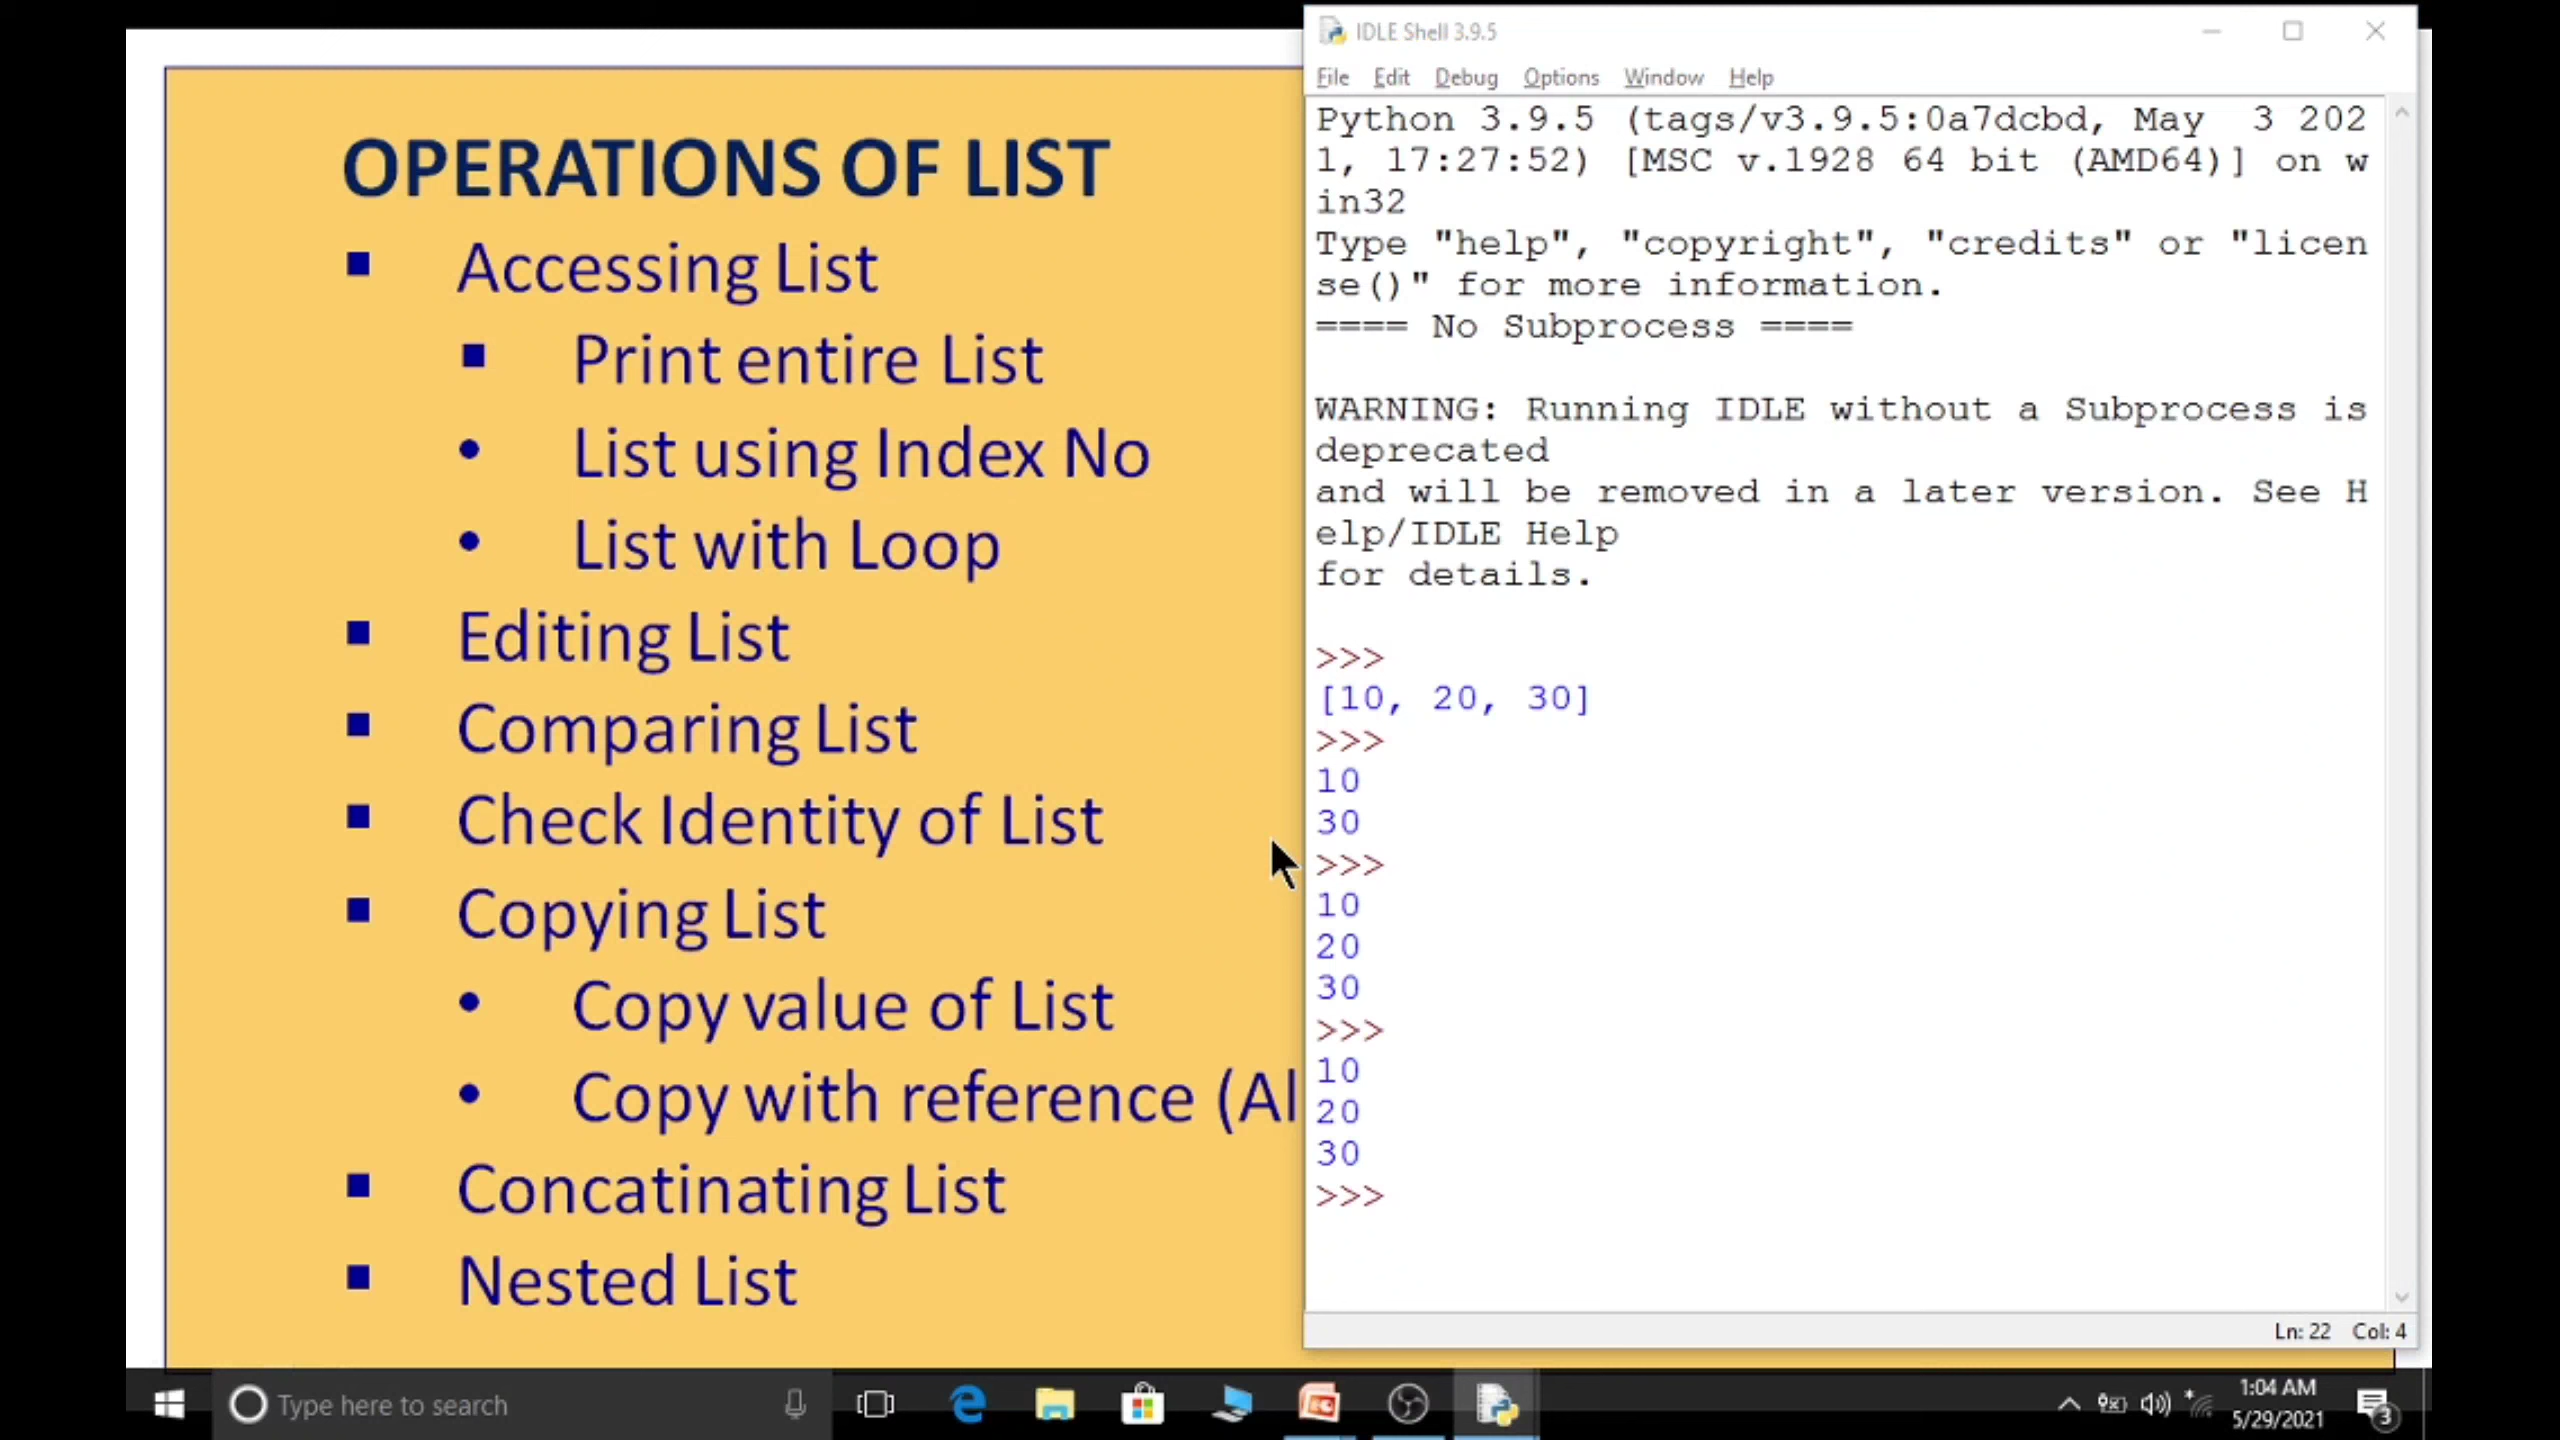 OPERATIONS OF LIST
Accessing List
Print entire List
List using Index No
List with Loop
Editing List
Comparing List
Check Identity of List
Copying List
Copy value of List
Copy with reference (Al
Concatinating List
Nested List
IDLE Shell 3.9.5
File Edit Debug Options Window Help
Python 3.9.5 (tags/v3.9.5:0a7dcbd, May  3 202
1, 17:27:52) [MSC v.1928 64 bit (AMD64)] on w
in32
Type "help", "copyright", "credits" or "licen
se()" for more information.
==== No Subprocess ====
WARNING: Running IDLE without a Subprocess is
deprecated
and will be removed in a later version. See H
elp/IDLE Help
for details.
>>>
[10, 20, 30]
>>>
10
30
>>>
10
20
30
>>>
10
20
30
>>>
Ln: 22 Col: 4
Type here to search
1:04 AM
5/29/2021
3